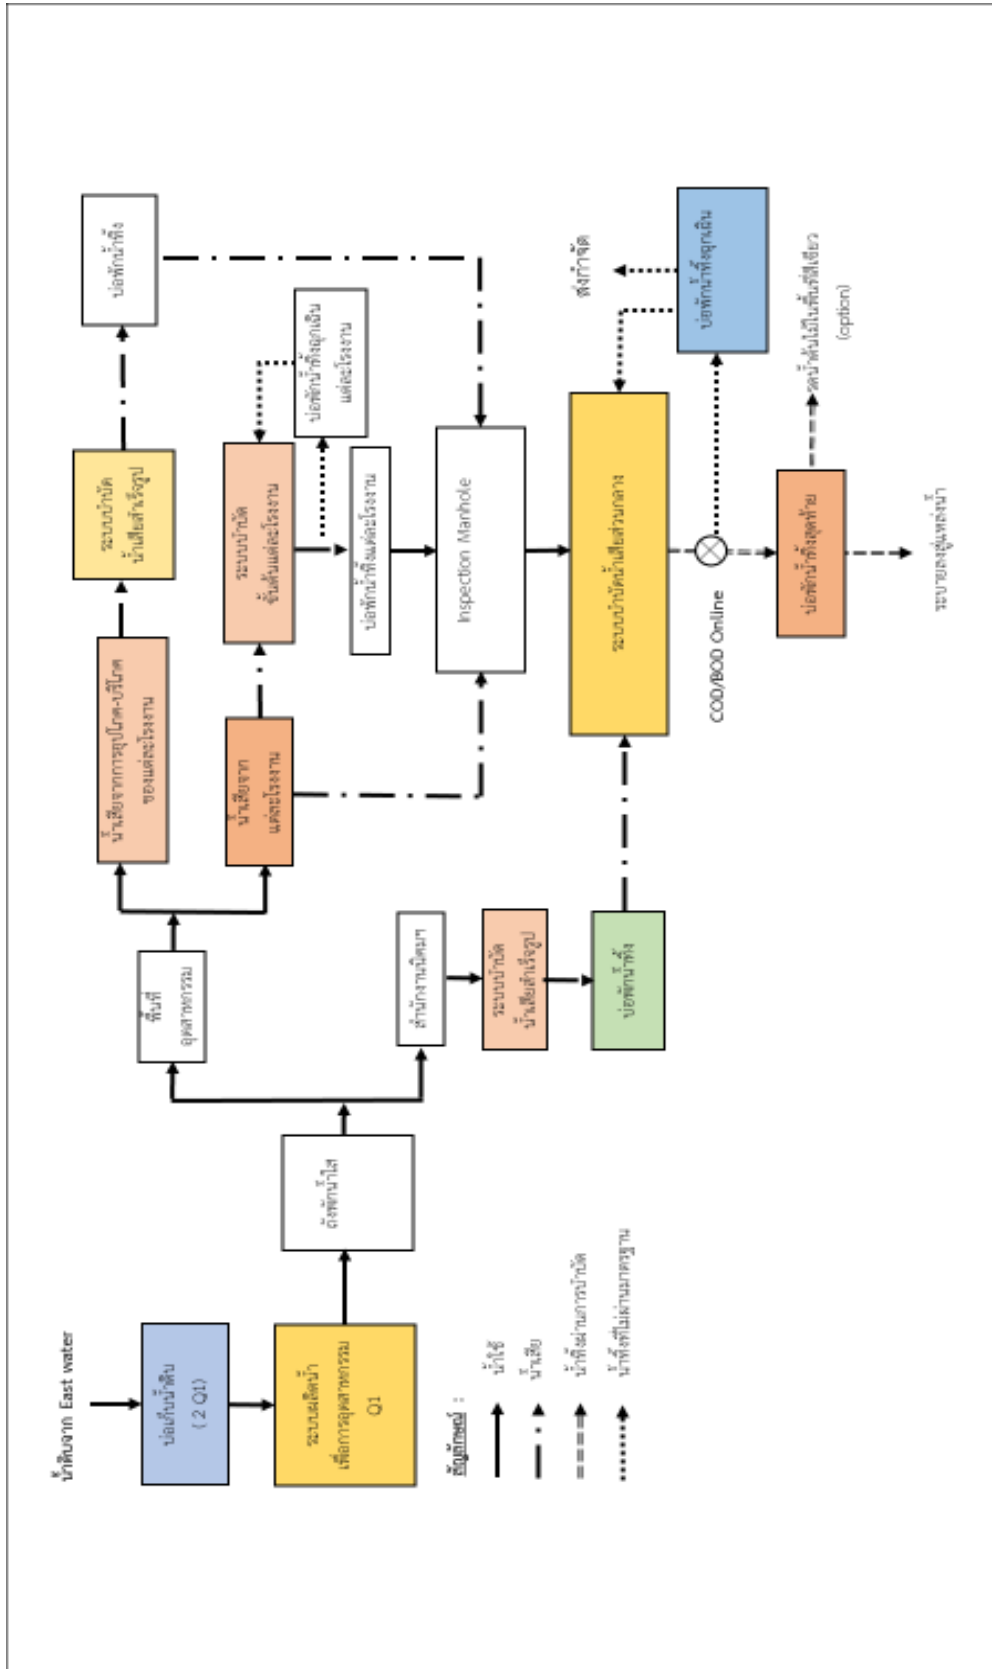 น้ำดิบจาก East water
บ่อเก็บน้ำดิบ
( 2 Q1)
ระบบผลิตน้ำ
เพื่อการอุตสาหกรรม
Q1
ถังพักน้ำใส
พื้นที่
อุตสาหกรรม
สำนักงานนิคมฯ
น้ำเสียจากการอุปโภค-บริโภค
ของแต่ละโรงงาน
น้ำเสียจาก
แต่ละโรงงาน
ระบบบำบัด
น้ำเสียสำเร็จรูป
บ่อพักน้ำทิ้ง
ระบบบำบัด
น้ำเสียสำเร็จรูป
บ่อพักน้ำทิ้ง
ระบบบำบัด
ขั้นต้นแต่ละโรงงาน
บ่อพักน้ำทิ้งฉุกเฉิน
แต่ละโรงงาน
บ่อพักน้ำทิ้งแต่ละโรงงาน
Inspection Manhole
ระบบบำบัดน้ำเสียส่วนกลาง
COD/BOD Online
ส่งกำจัด
บ่อพักน้ำทิ้งฉุกเฉิน
บ่อพักน้ำทิ้งสุดท้าย
รดน้ำต้นไม้ในพื้นที่สีเขียว
(option)
ระบายลงสู่แหล่งน้ำ
สัญลักษณ์ :
น้ำใช้
น้ำเสีย
น้ำทิ้งผ่านการบำบัด
น้ำทิ้งที่ไม่ผ่านมาตรฐาน